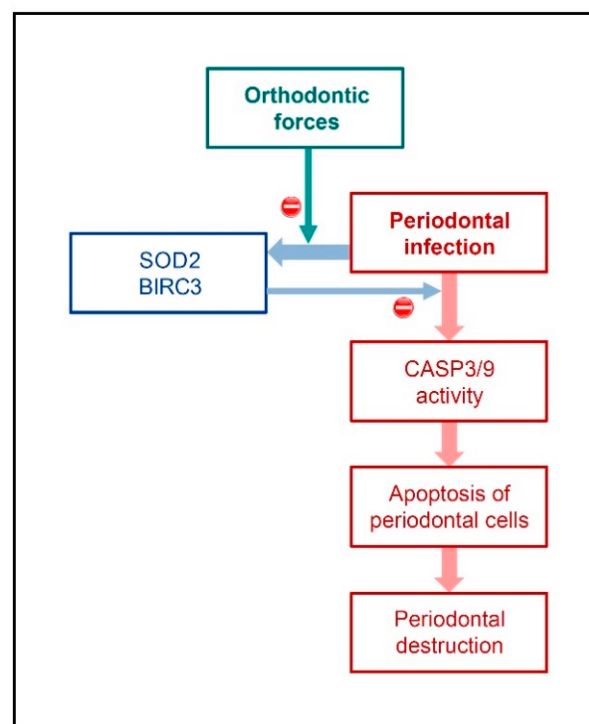 Orthodontic
forces
Periodontal
infection
SOD2
BIRC3
CASP3/9
activity
Apoptosis of
periodontal cells
Periodontal
destruction